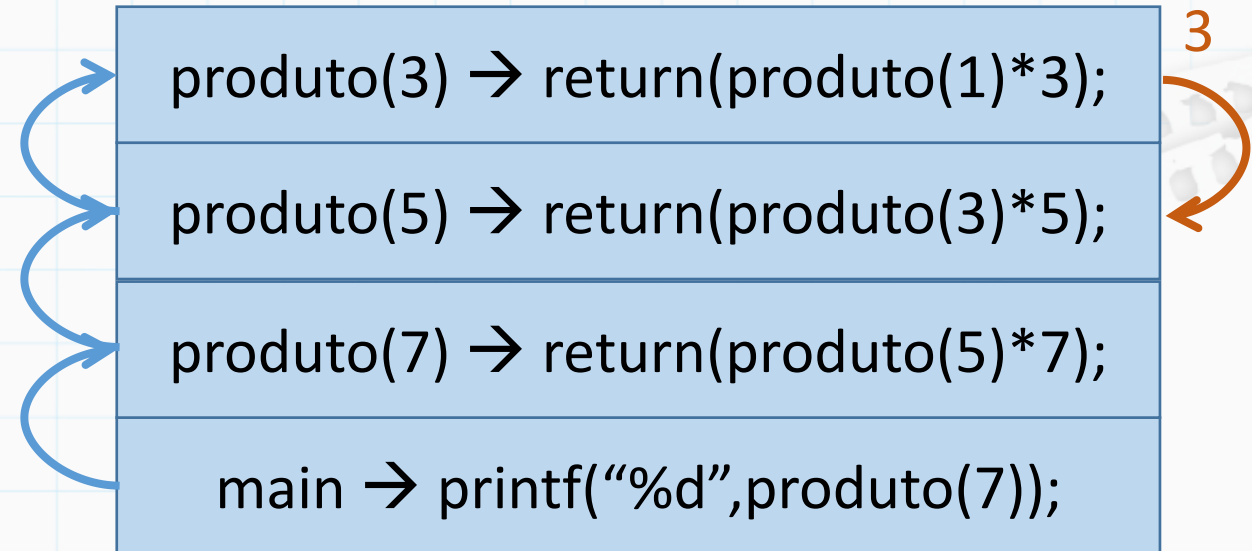 3
produto(3) → return(produto(1)*3);
produto(5) → return(produto(3)*5);
produto(7) → return(produto(5)*7);
main → printf(“%d”,produto(7));